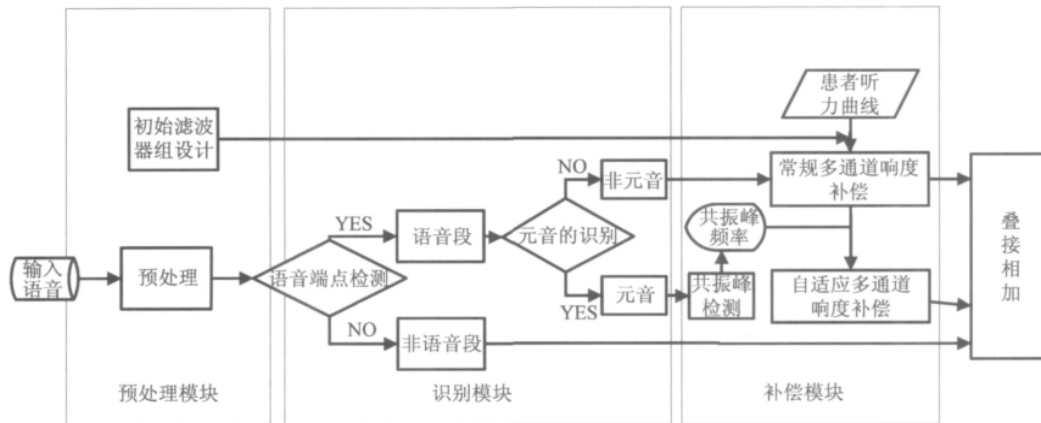 患者听
力曲线
初始滤波
器组设计
NO
非元音
常规多通道响度
补偿
YES
语音段
元音的识别
共振峰
频率
叠
接
相
加
输入
语音
预处理
语音端点检测
YES
元音
共振峰
检测
自适应多通道
响度补偿
NO
非语音段
预处理模块
识别模块
补偿模块